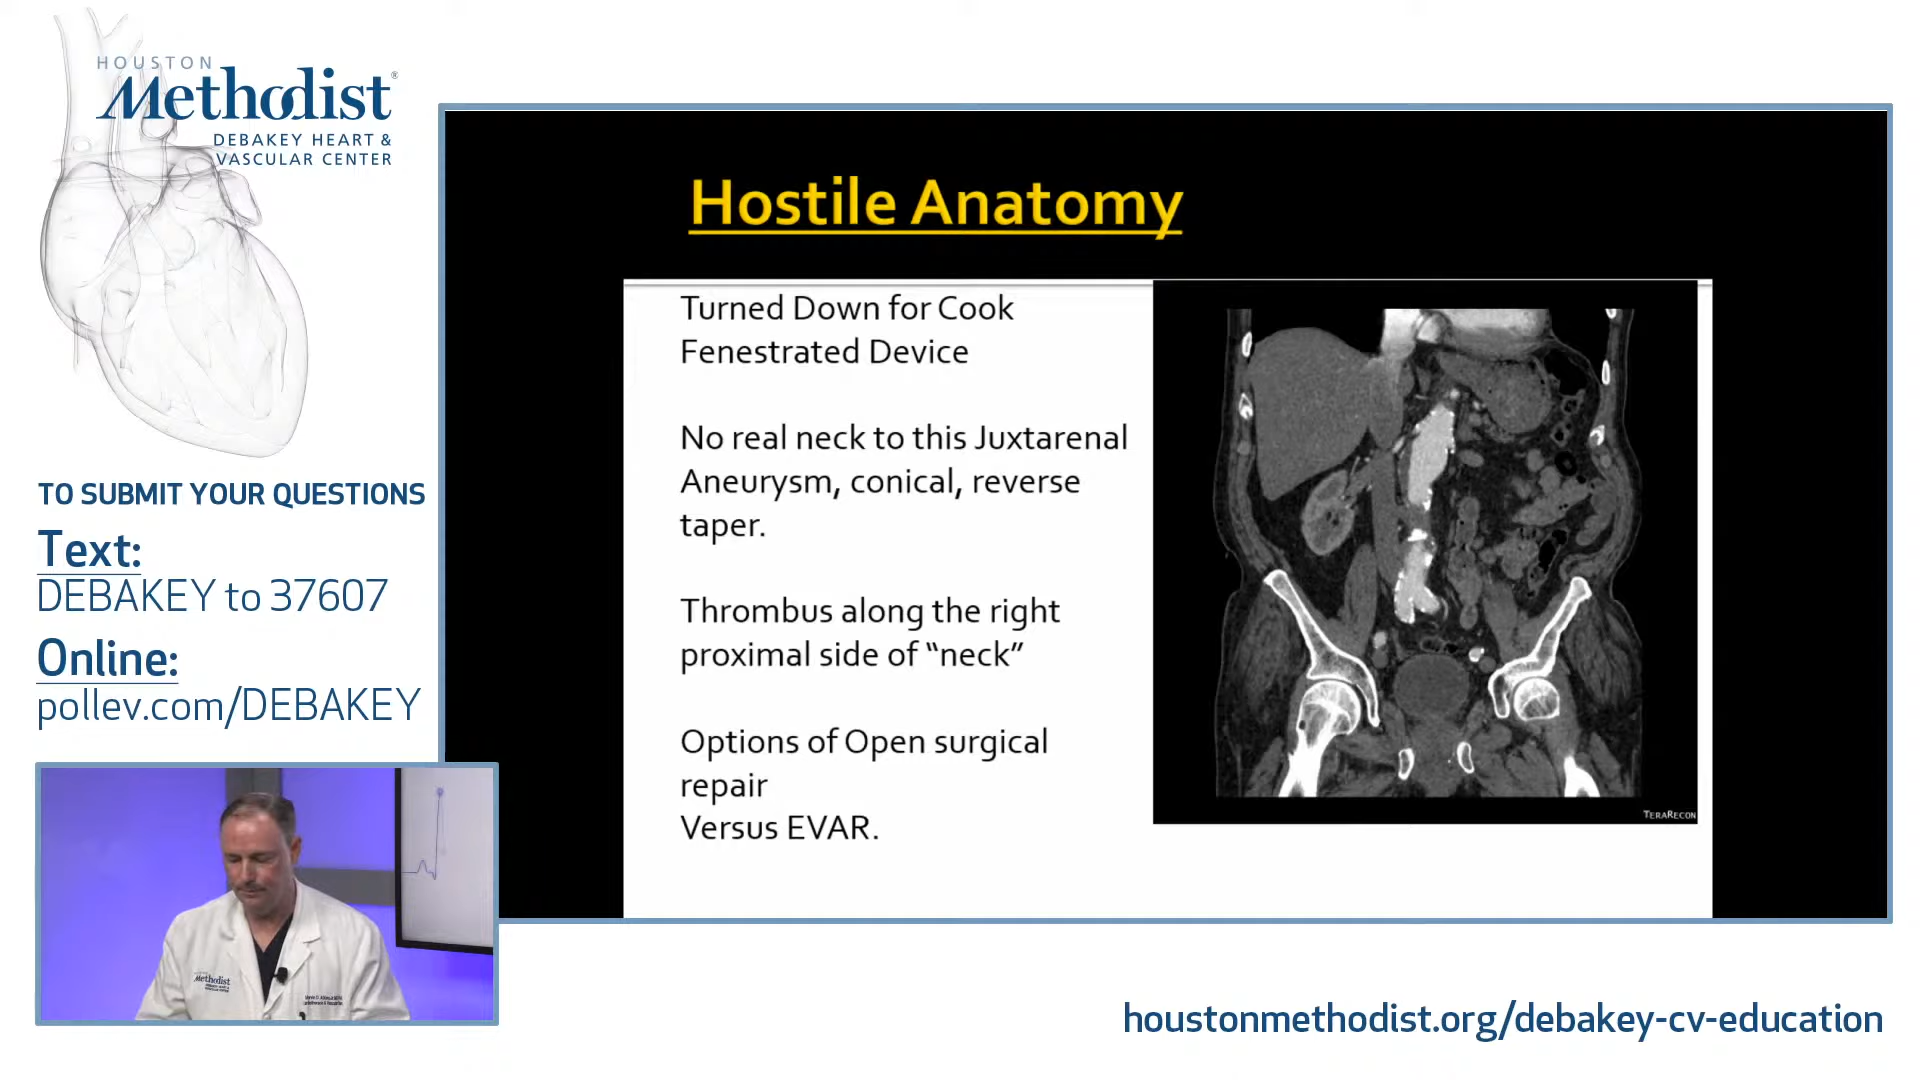 HOUSTON
Methodist®
DEBAKEY HEART &
VASCULAR CENTER
TO SUBMIT YOUR QUESTIONS
Text:
DEBAKEY to 37607
Online:
pollev.com/DEBAKEY
Hostile Anatomy
Turned Down for Cook
Fenestrated Device
No real neck to this Juxtarenal
Aneurysm, conical, reverse
taper.
Thrombus along the right
proximal side of “neck”
Options of Open surgical
repair
Versus EVAR.
TERARECON
Methodist
houstonmethodist.org/debakey-cv-education